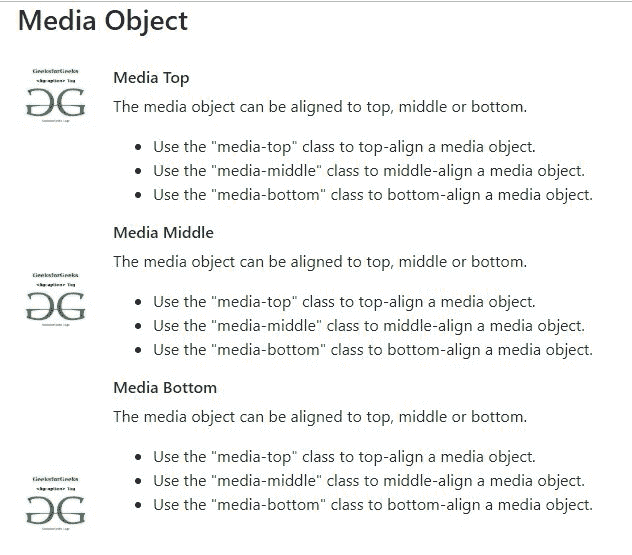 Media Object
GeeksforGeeks
Media Top
The media object can be aligned to top, middle or bottom.
Use the "media-top" class to top-align a media object.
Use the "media-middle" class to middle-align a media object.
Use the "media-bottom" class to bottom-align a media object.
Media Middle
The media object can be aligned to top, middle or bottom.
GeeksforGeeks
Use the "media-top" class to top-align a media object.
Use the "media-middle" class to middle-align a media object.
Use the "media-bottom" class to bottom-align a media object.
Media Bottom
The media object can be aligned to top, middle or bottom.
Use the "media-top" class to top-align a media object.
GeeksforGeeks
Use the "media-middle" class to middle-align a media object.
Use the "media-bottom" class to bottom-align a media object.